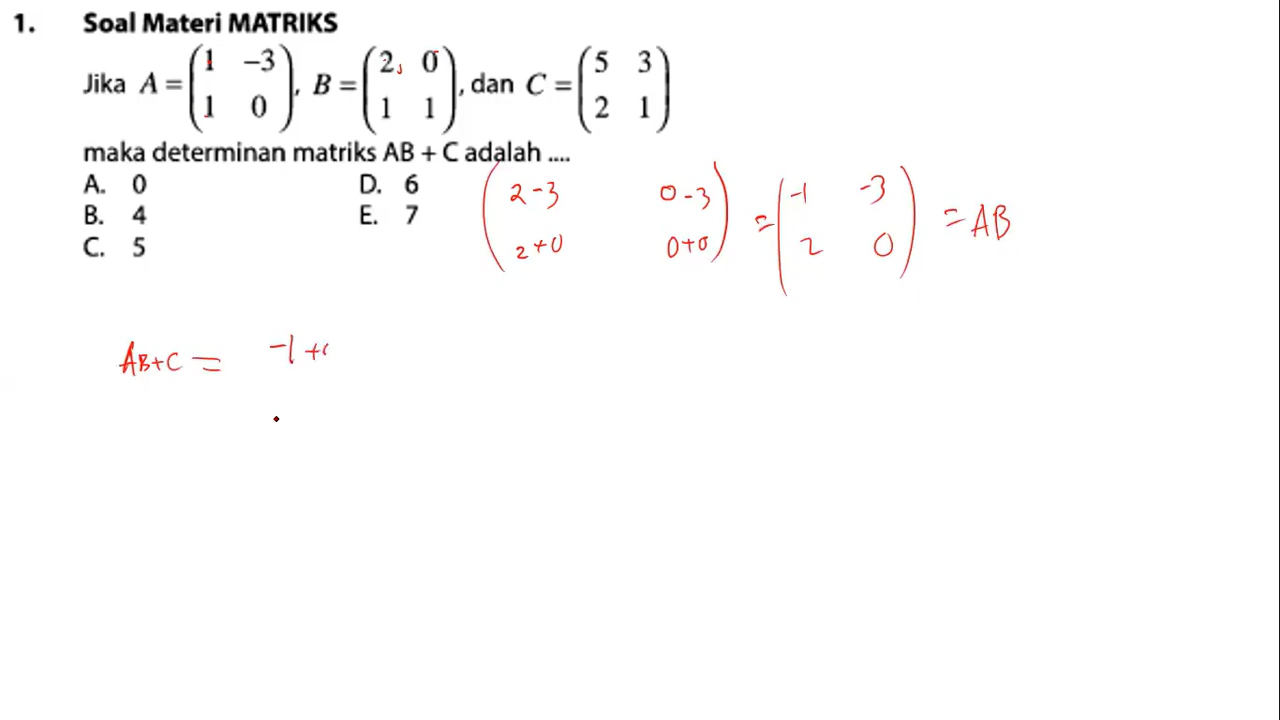 1. Soal Materi MATRIKS
Jika A = (1 -3; 1 0), B = (2 0; 1 1), dan C = (5 3; 2 1)
maka determinan matriks AB + C adalah ....
A. 0 D. 6
B. 4 E. 7
C. 5
(2-3 0-3; 2+0 0+0) = (-1 -3; 2 0) = AB
AB+C = -1+